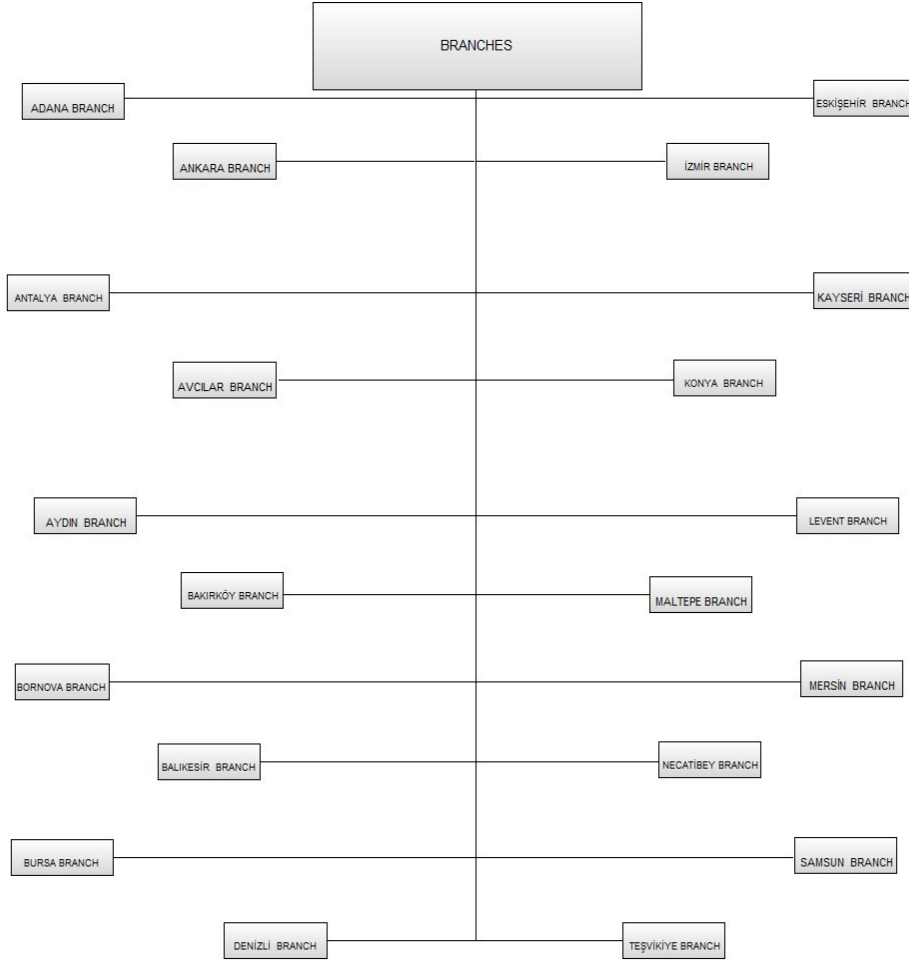 BRANCHES
ADANA BRANCH
ESKİŞEHİR BRANCH
ANKARA BRANCH
İZMİR BRANCH
ANTALYA BRANCH
KAYSERİ BRANCH
AVCILAR BRANCH
KONYA BRANCH
AYDIN BRANCH
LEVENT BRANCH
BAKIRKÖY BRANCH
MALTEPE BRANCH
BORNOVA BRANCH
MERSİN BRANCH
BALIKESİR BRANCH
NECATİBEY BRANCH
BURSA BRANCH
SAMSUN BRANCH
DENİZLİ BRANCH
TEŞVİKİYE BRANCH